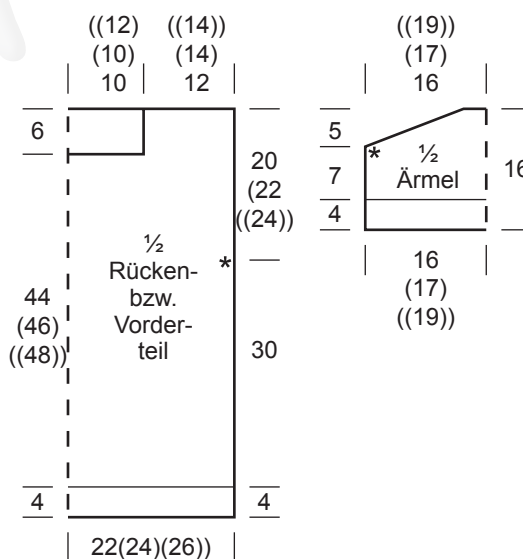 ((12) ((14)) ((19))
(10) (14) (17)
10 12 16
6
5
7
4
½
Ärmel
*
16
16
(17)
((19))
20
(22
((24))
*
½
Rücken-
bzw.
Vorder-
teil
44
(46)
((48))
30
4
4
22(24)(26))